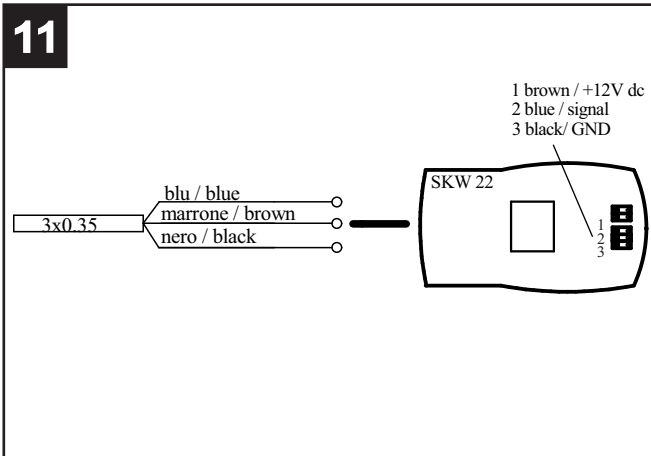 11
1 brown / +12V dc
2 blue / signal
3 black/ GND
SKW 22
blu / blue
marrone / brown
nero / black
3x0.35
1
2
3